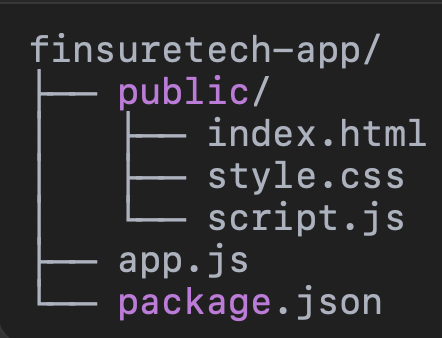 finsuretech-app/
├── public/
│   ├── index.html
│   ├── style.css
│   └── script.js
├── app.js
└── package.json